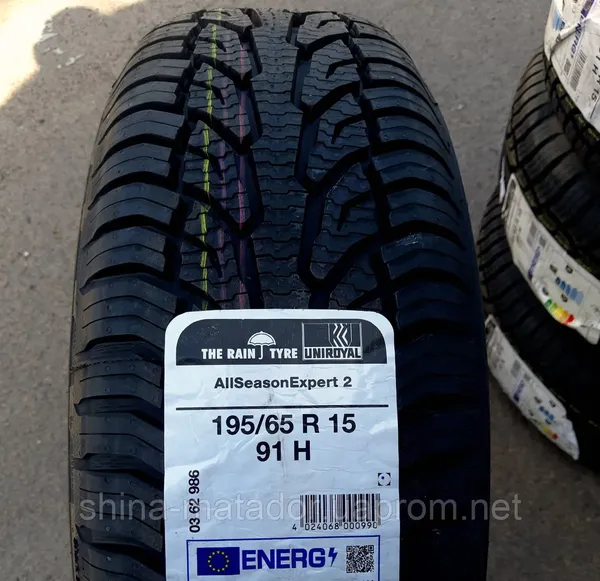 THE RAIN TYRE UNIROYAL
AllSeasonExpert 2
195/65 R 15
91 H
03 62 986
4 024068 000990
shina-matador.vaprom.net
ENERG